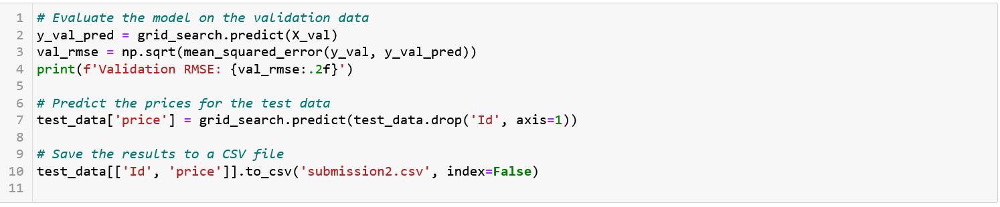 1 # Evaluate the model on the validation data
2 y_val_pred = grid_search.predict(X_val)
3 val_rmse = np.sqrt(mean_squared_error(y_val, y_val_pred))
4 print(f'Validation RMSE: {val_rmse:.2f}')
5
6 # Predict the prices for the test data
7 test_data['price'] = grid_search.predict(test_data.drop('Id', axis=1))
8
9 # Save the results to a CSV file
10 test_data[['Id', 'price']].to_csv('submission2.csv', index=False)
11